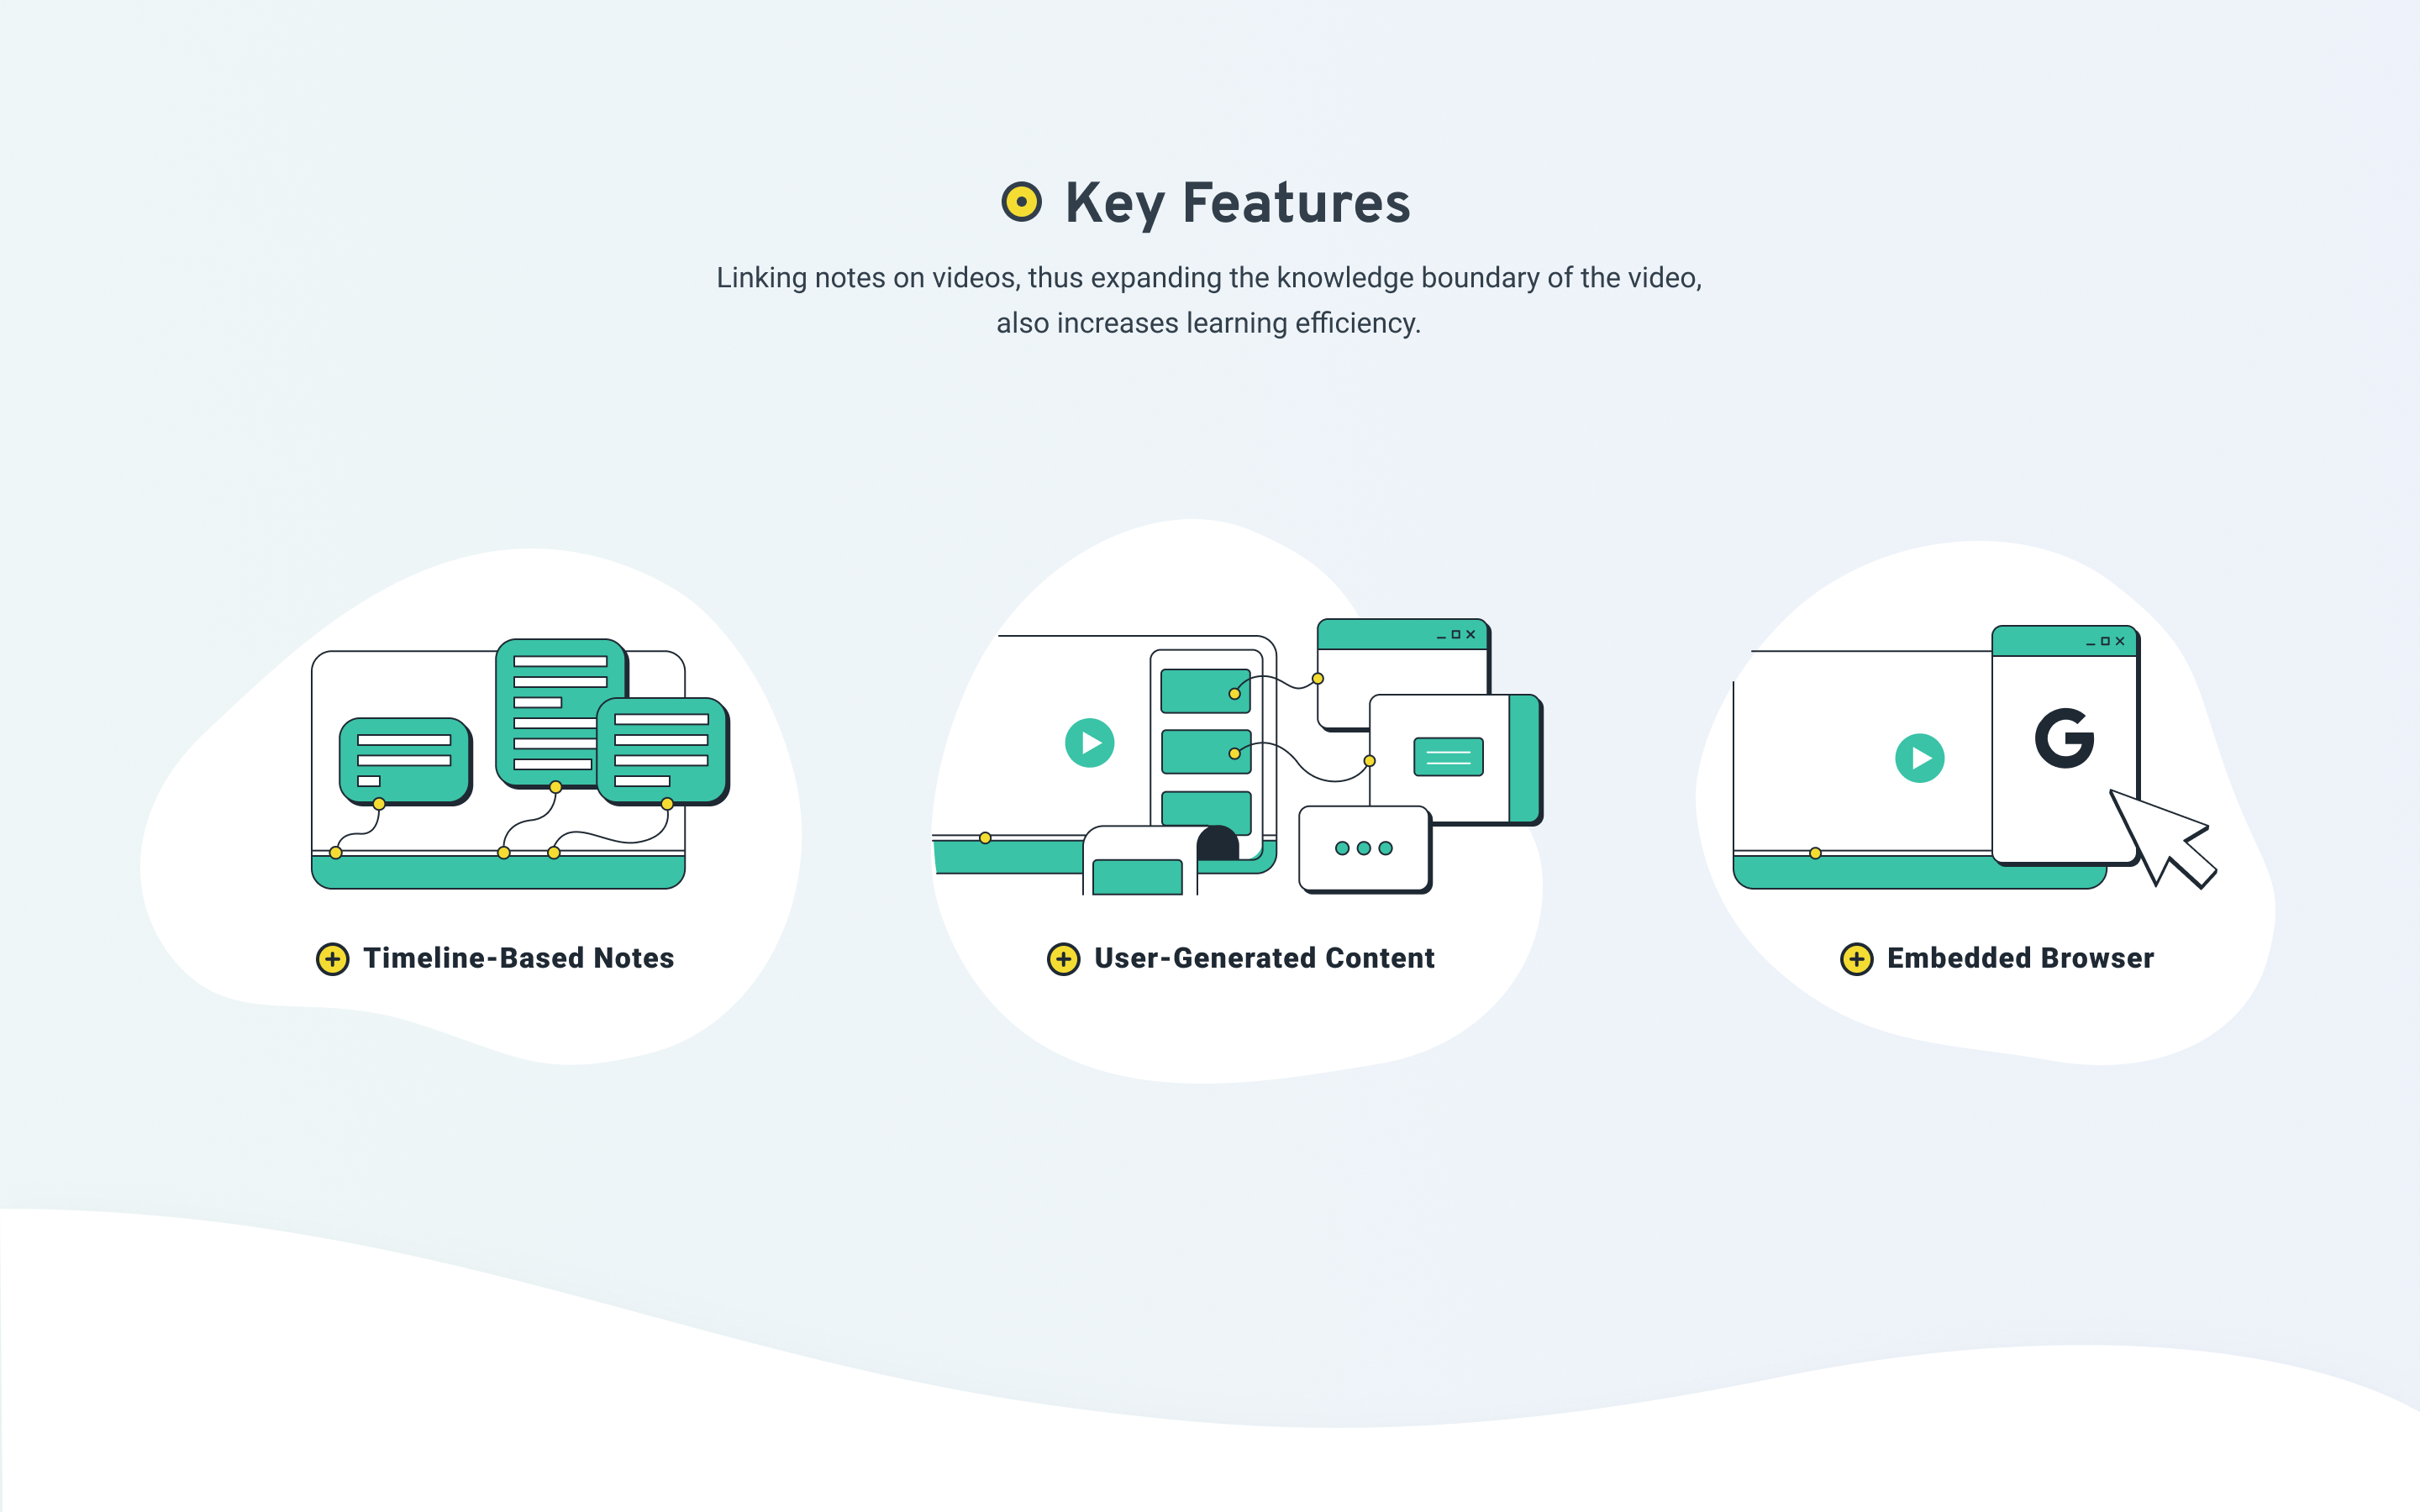 Key Features
Linking notes on videos, thus expanding the knowledge boundary of the video,
also increases learning efficiency.
G
Timeline-Based Notes
User-Generated Content
Embedded Browser